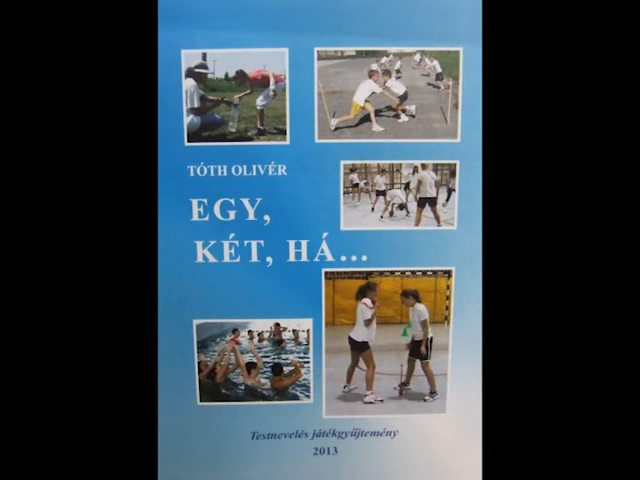 TÓTH OLIVÉR
EGY,
KÉT, HÁ...
Testnevelés játékgyűjtemény
2013